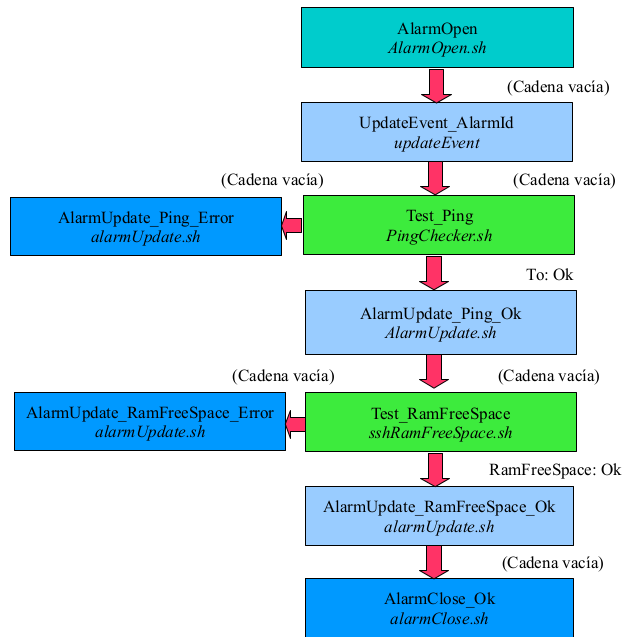 AlarmOpen
AlarmOpen.sh
(Cadena vacía)
UpdateEvent_AlarmId
updateEvent
(Cadena vacía)
(Cadena vacía)
AlarmUpdate_Ping_Error
alarmUpdate.sh
Test_Ping
PingChecker.sh
To: Ok
AlarmUpdate_Ping_Ok
AlarmUpdate.sh
(Cadena vacía)
(Cadena vacía)
AlarmUpdate_RamFreeSpace_Error
alarmUpdate.sh
Test_RamFreeSpace
sshRamFreeSpace.sh
RamFreeSpace: Ok
AlarmUpdate_RamFreeSpace_Ok
alarmUpdate.sh
(Cadena vacía)
AlarmClose_Ok
alarmClose.sh